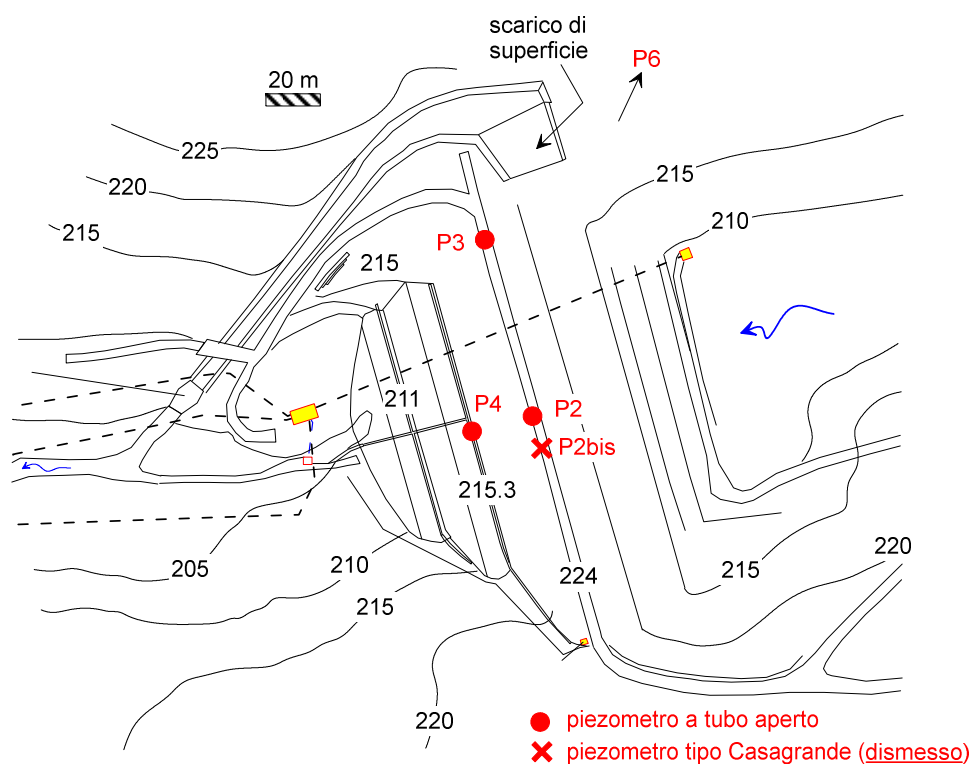 scarico di
superficie
P6
20 m
225
215
220
210
215
P3
215
211
P4
P2
P2bis
215.3
220
205
210
224
215
215
220
piezometro a tubo aperto
piezometro tipo Casagrande (dismesso)